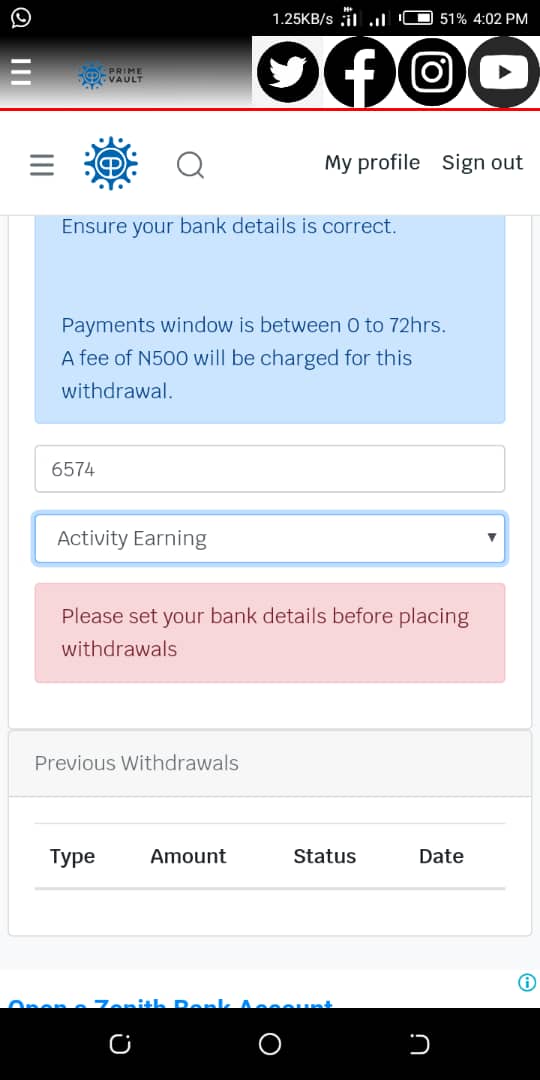 1.25KB/s H+ 51% 4:02 PM
PRIME
VAULT
My profile Sign out
Ensure your bank details is correct.
Payments window is between 0 to 72hrs.
A fee of N500 will be charged for this
withdrawal.
6574
Activity Earning
Please set your bank details before placing
withdrawals
Previous Withdrawals
Type Amount Status Date
Open a Zenith Bank Account